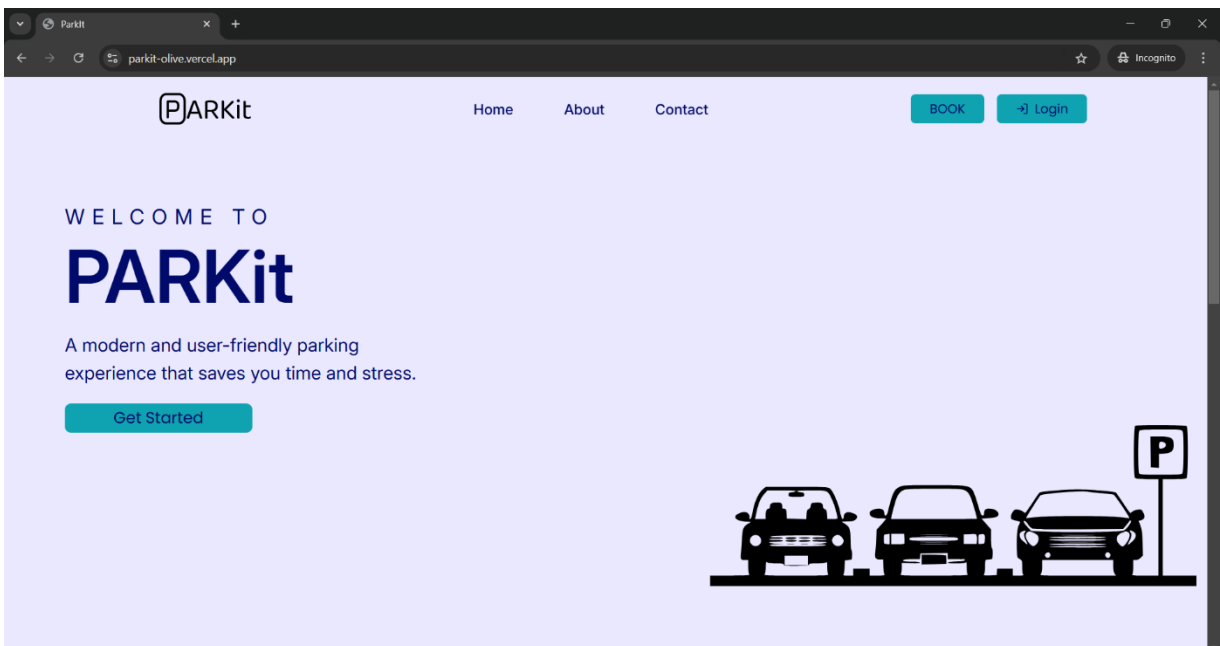 ParkIt
parkit-olive.vercel.app
Incognito
PARKit
Home
About
Contact
BOOK
Login
WELCOME TO
PARKit
A modern and user-friendly parking
experience that saves you time and stress.
Get Started
P